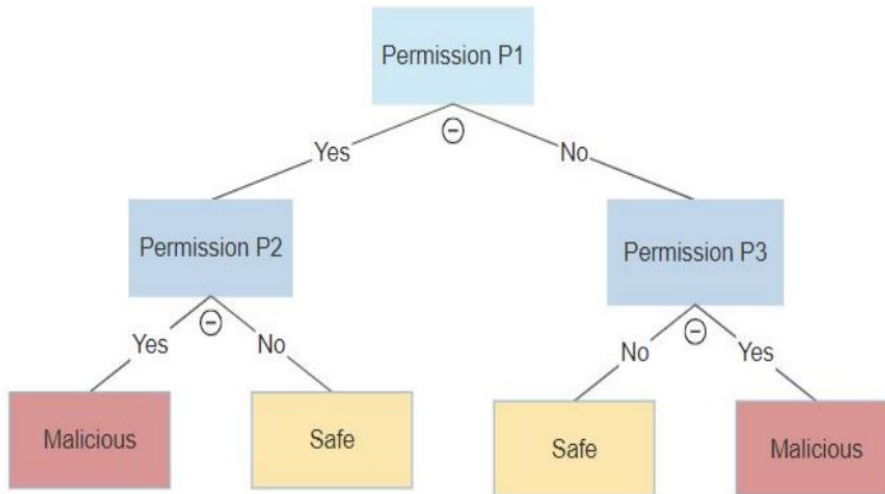 Permission P1
Yes
No
Permission P2
Permission P3
Yes
No
No
Yes
Malicious
Safe
Safe
Malicious